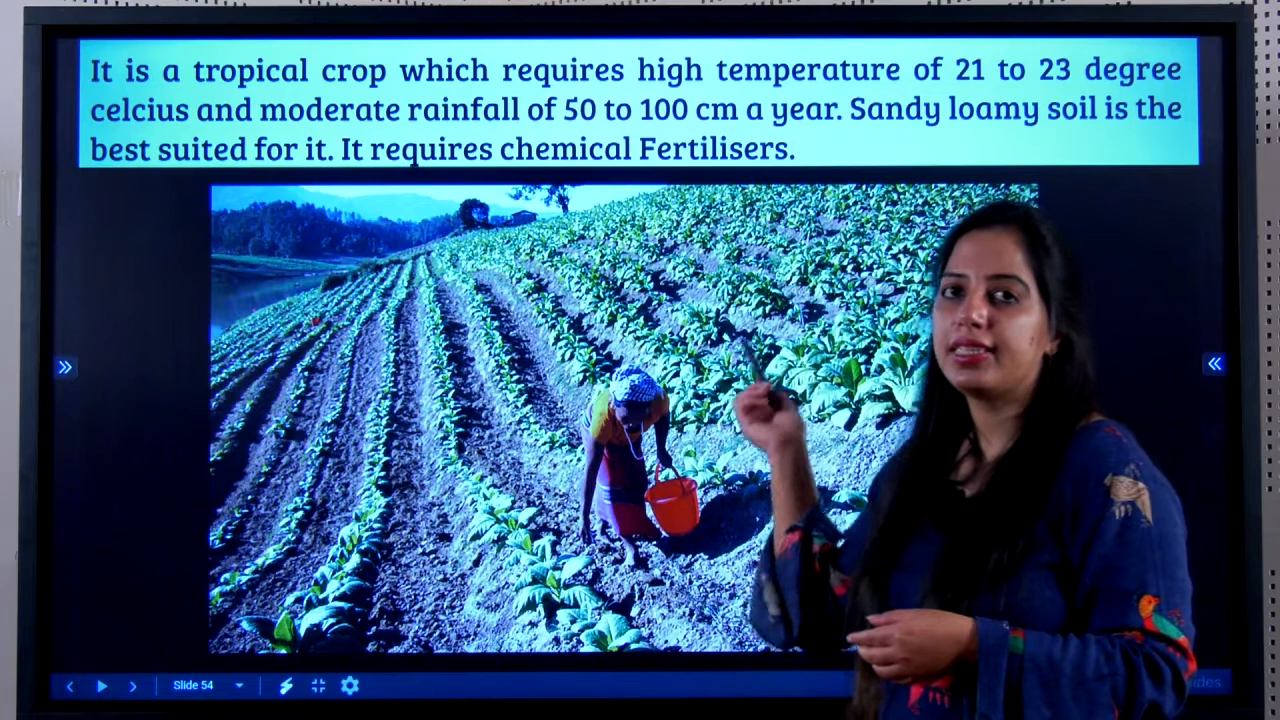 It is a tropical crop which requires high temperature of 21 to 23 degree
celcius and moderate rainfall of 50 to 100 cm a year. Sandy loamy soil is the
best suited for it. It requires chemical Fertilisers.
Slide 54
ides